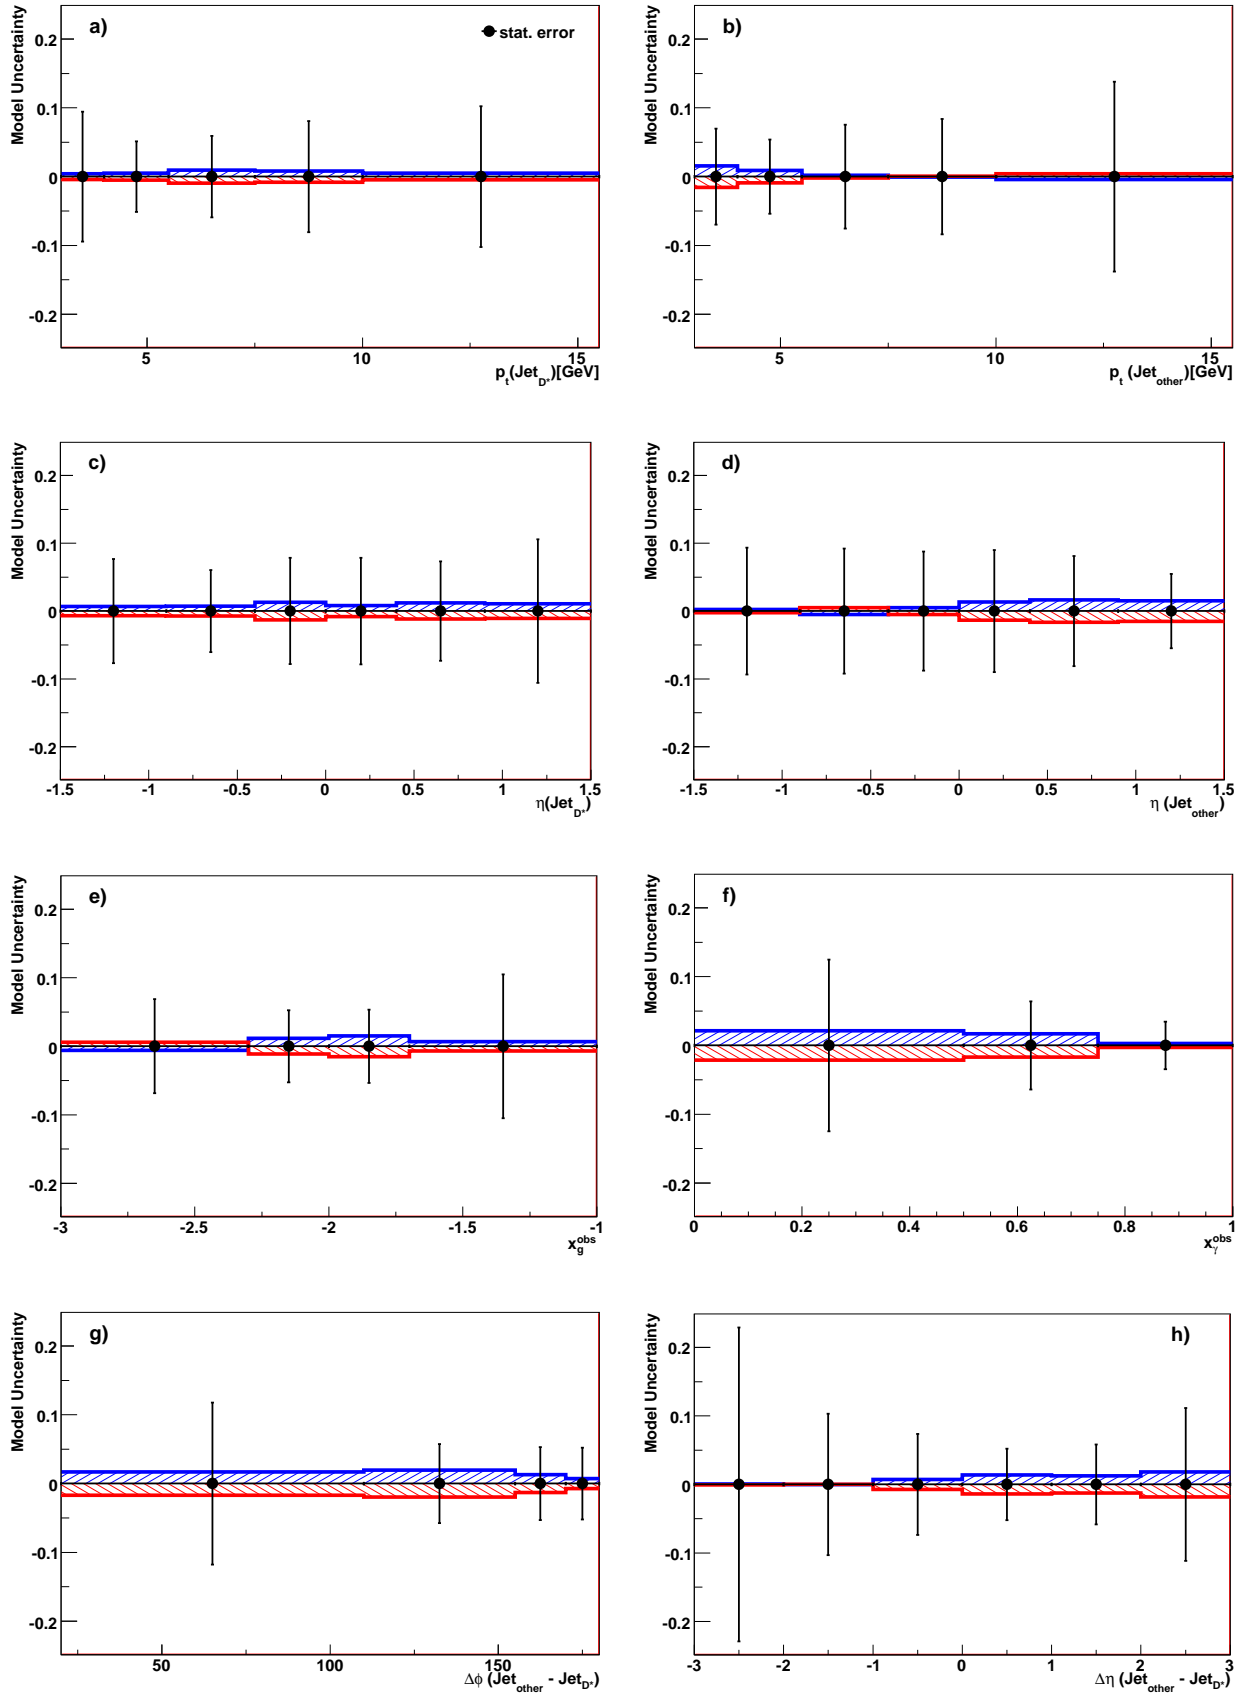 a)
stat. error
Model Uncertainty
0.2
0.1
0
-0.1
-0.2
5 10 15
p_t(Jet_D*)[GeV]
b)
Model Uncertainty
0.2
0.1
0
-0.1
-0.2
5 10 15
p_t (Jet_other)[GeV]
c)
Model Uncertainty
0.2
0.1
0
-0.1
-0.2
-1.5 -1 -0.5 0 0.5 1 1.5
η(Jet_D*)
d)
Model Uncertainty
0.2
0.1
0
-0.1
-0.2
-1.5 -1 -0.5 0 0.5 1 1.5
η (Jet_other)
e)
Model Uncertainty
0.2
0.1
0
-0.1
-0.2
-3 -2.5 -2 -1.5 -1
x_g^obs
f)
Model Uncertainty
0.2
0.1
0
-0.1
-0.2
0 0.2 0.4 0.6 0.8 1
x_γ^obs
g)
Model Uncertainty
0.2
0.1
0
-0.1
-0.2
50 100 150
Δϕ (Jet_other - Jet_D*)
h)
Model Uncertainty
0.2
0.1
0
-0.1
-0.2
-3 -2 -1 0 1 2 3
Δη (Jet_other - Jet_D*)